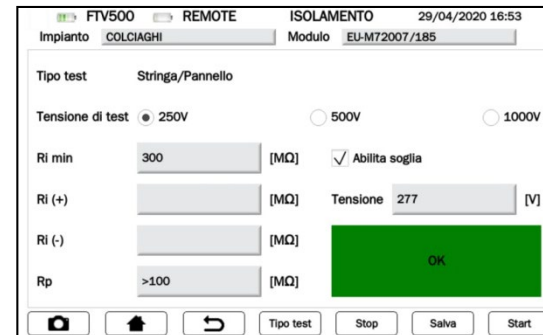 FTV500 REMOTE ISOLAMENTO 29/04/2020 16:53
Impianto COLCIAGHI Modulo EU-M72007/185
Tipo test Stringa/Pannello
Tensione di test 250V 500V 1000V
Ri min 300 [MΩ] Abilita soglia
Ri (+) [MΩ] Tensione 277 [V]
Ri (-) [MΩ]
OK
Rp >100 [MΩ]
Tipo test Stop Salva Start